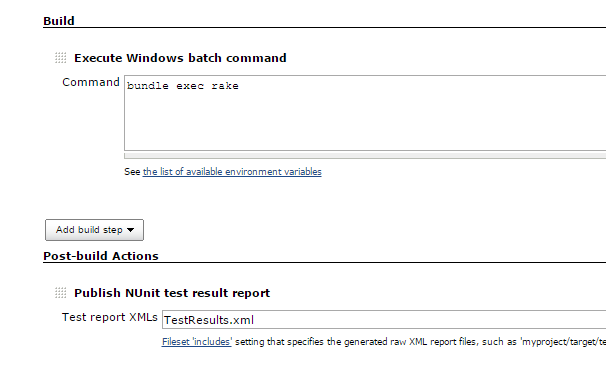 Build
Execute Windows batch command
Command
bundle exec rake
See the list of available environment variables
Add build step
Post-build Actions
Publish NUnit test result report
Test report XMLs TestResults.xml
Fileset 'includes' setting that specifies the generated raw XML report files, such as 'myproject/target/te